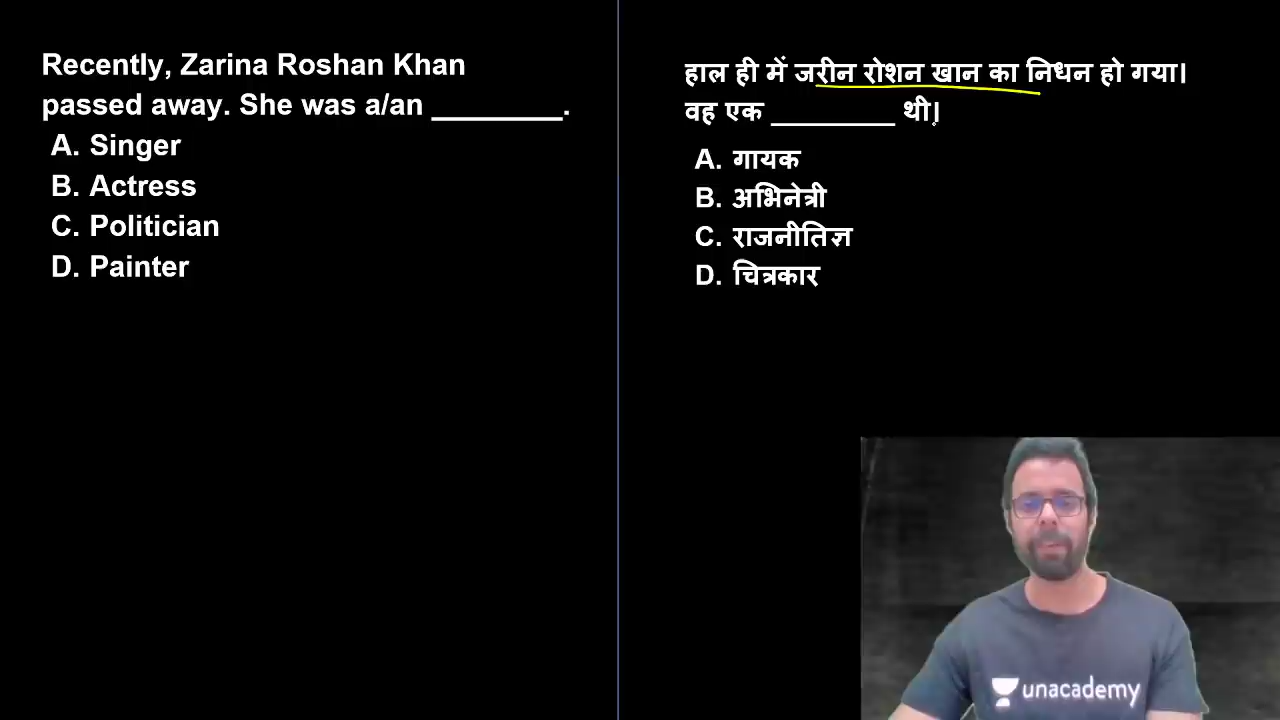 Recently, Zarina Roshan Khan
passed away. She was a/an ________.
A. Singer
B. Actress
C. Politician
D. Painter
हाल ही में जरीन रोशन खान का निधन हो गया।
वह एक ________ थी।
A. गायक
B. अभिनेत्री
C. राजनीतिज्ञ
D. चित्रकार
unacademy